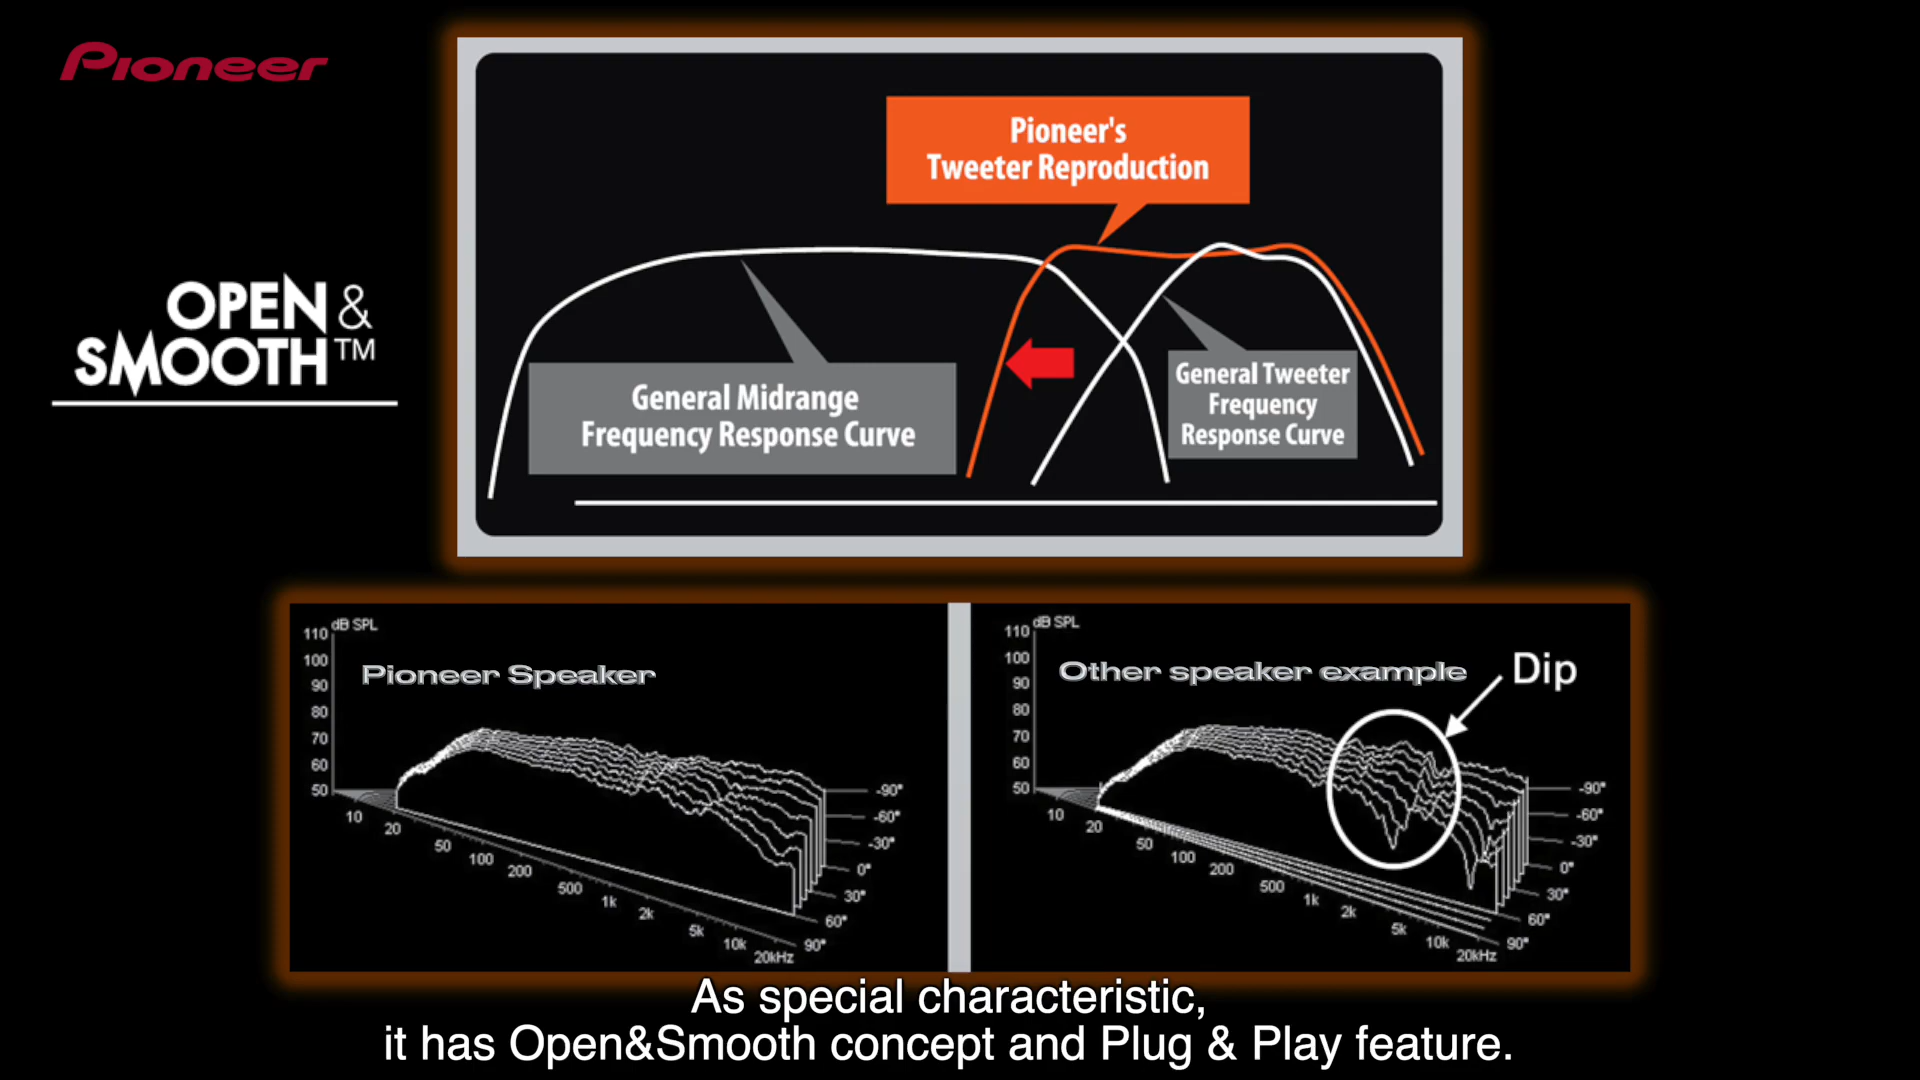 Pioneer
OPEN &
SMOOTH™
Pioneer's
Tweeter Reproduction
General Midrange
Frequency Response Curve
General Tweeter
Frequency
Response Curve
dB SPL
Pioneer Speaker
110
100
90
80
70
60
50
10
20
50
100
200
500
1k
2k
5k
10k
20kHz
-90°
-60°
-30°
0°
30°
60°
90°
dB SPL
Other speaker example
Dip
110
100
90
80
70
60
50
10
20
50
100
200
500
1k
2k
5k
10k
20kHz
-90°
-60°
-30°
0°
30°
60°
90°
As special characteristic,
it has Open&Smooth concept and Plug & Play feature.